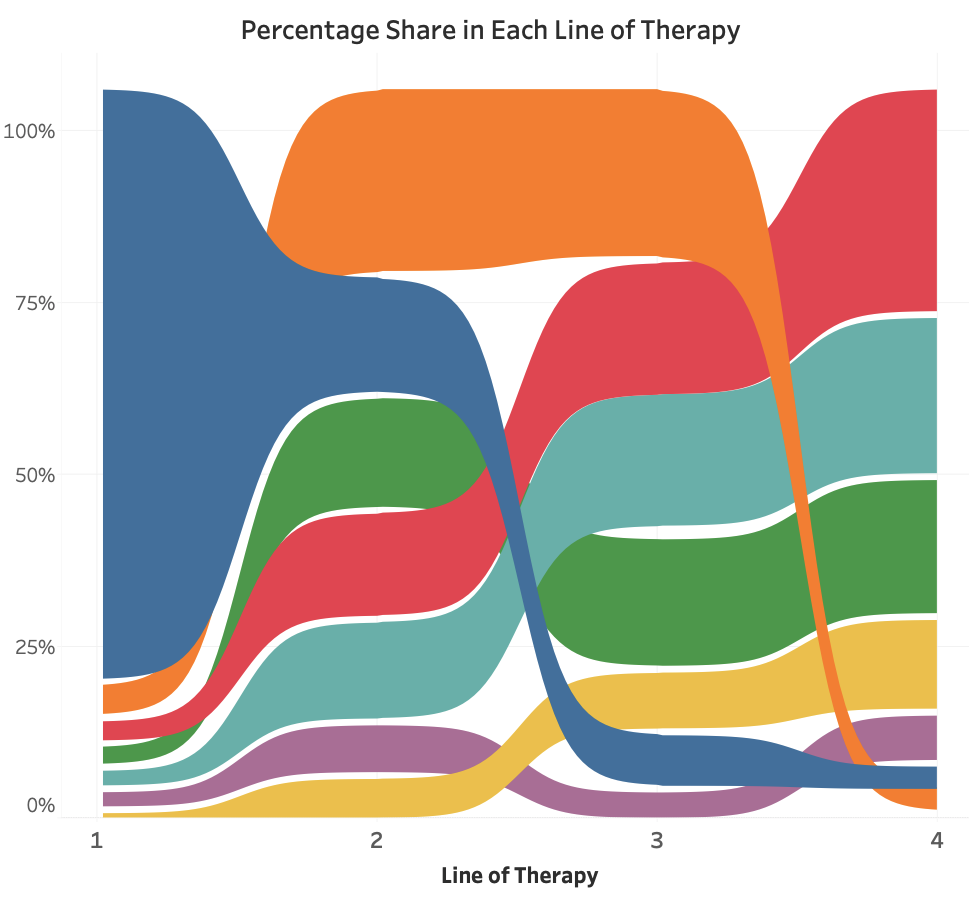 Percentage Share in Each Line of Therapy
100%
75%
50%
25%
0%
1 2 3 4
Line of Therapy